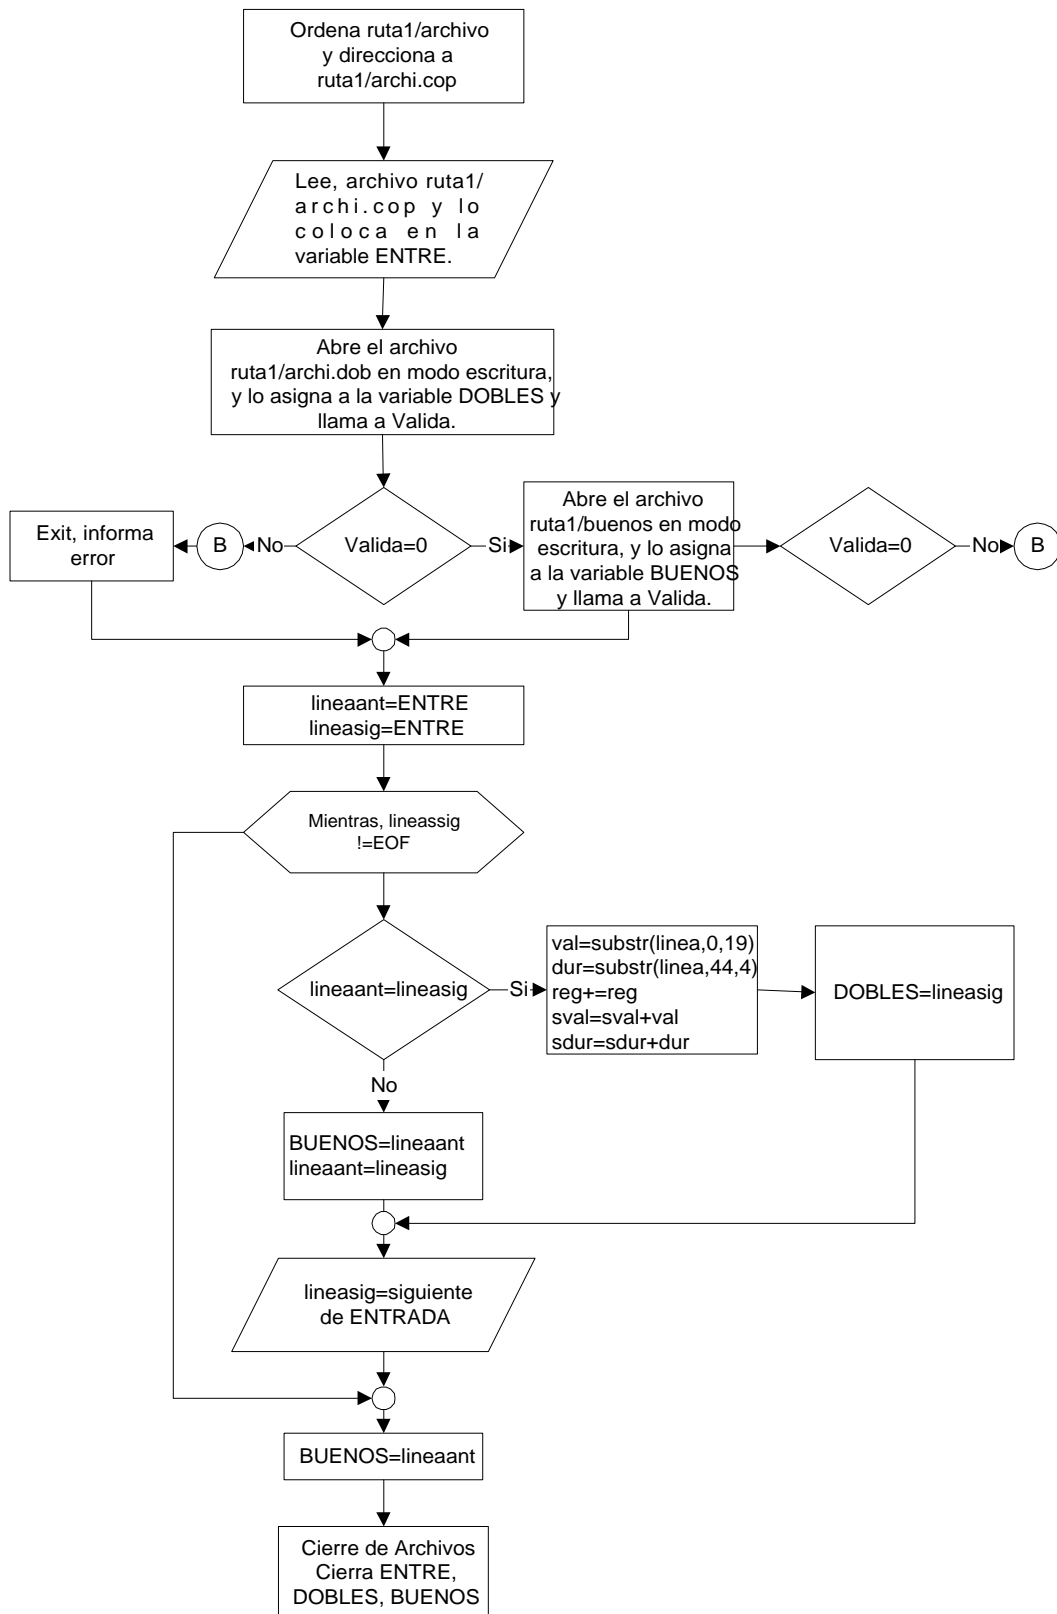 Ordena ruta1/archivo
y direcciona a
ruta1/archi.cop
Lee, archivo ruta1/
archi.cop y lo
coloca en la
variable ENTRE.
Abre el archivo
ruta1/archi.dob en modo escritura,
y lo asigna a la variable DOBLES y
llama a Valida.
Exit, informa
error
B
No
Valida=0
Si
Abre el archivo
ruta1/buenos en modo
escritura, y lo asigna
a la variable BUENOS
y llama a Valida.
Valida=0
No
B
lineaant=ENTRE
lineasig=ENTRE
Mientras, lineassig
!=EOF
lineaant=lineasig
Si
val=substr(linea,0,19)
dur=substr(linea,44,4)
reg+=reg
sval=sval+val
sdur=sdur+dur
DOBLES=lineasig
No
BUENOS=lineaant
lineaant=lineasig
lineasig=siguiente
de ENTRADA
BUENOS=lineaant
Cierre de Archivos
Cierra ENTRE,
DOBLES, BUENOS